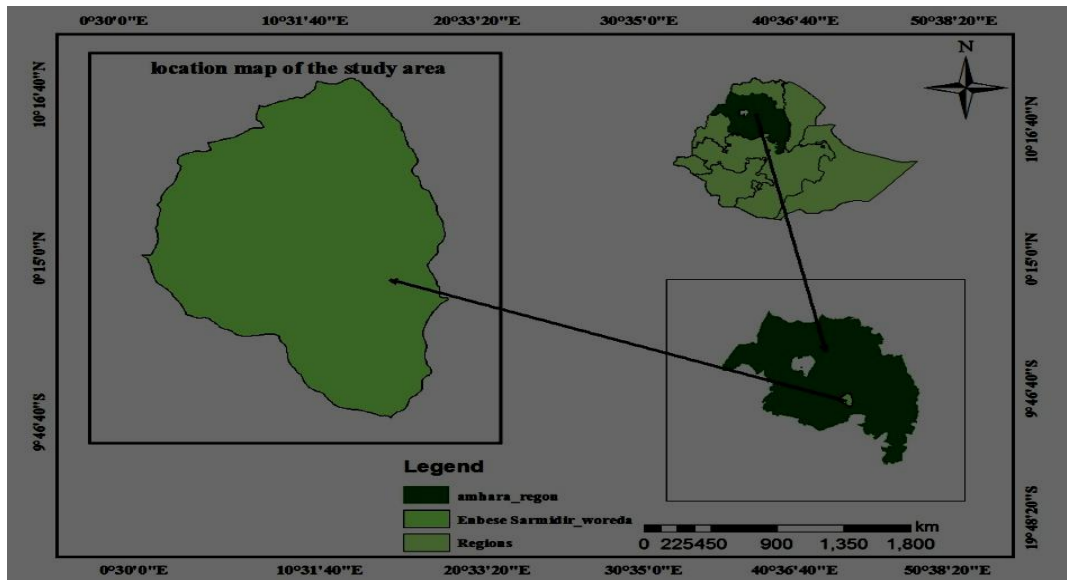 0°30'0"E 10°31'40"E 20°33'20"E 30°35'0"E 40°36'40"E 50°38'20"E
location map of the study area
N
10°16'40"N
10°16'40"N
0°15'0"N
0°15'0"N
9°46'40"S
9°46'40"S
19°48'20"S
Legend
amhara_regon
Enbese Sarmidir_woreda
Regions
km
0 225450 900 1,350 1,800
0°30'0"E 10°31'40"E 20°33'20"E 30°35'0"E 40°36'40"E 50°38'20"E